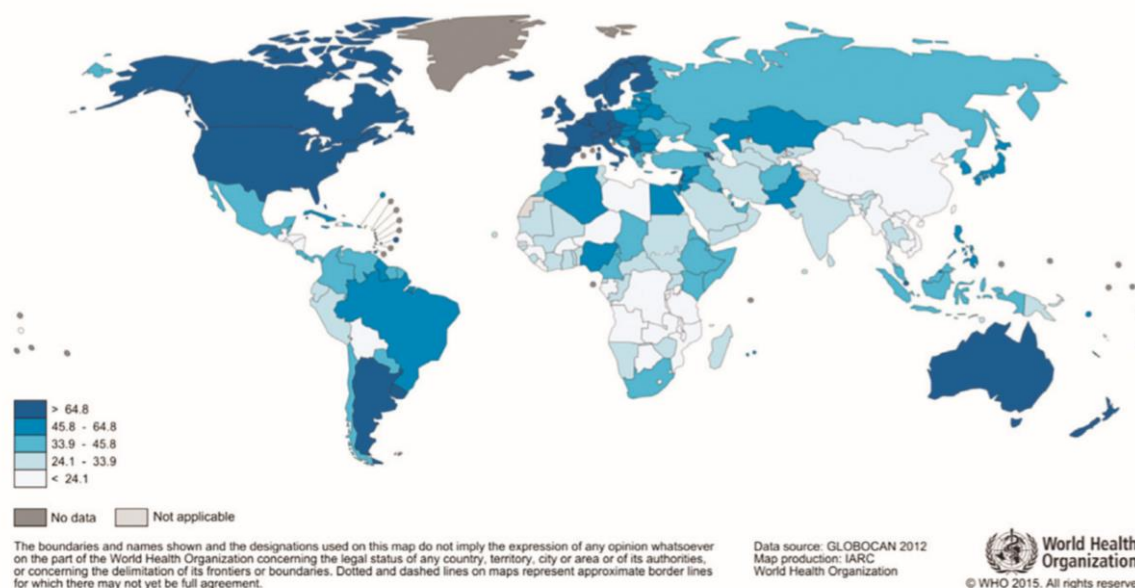 > 64.8
45.8 - 64.8
33.9 - 45.8
24.1 - 33.9
< 24.1
No data
Not applicable
The boundaries and names shown and the designations used on this map do not imply the expression of any opinion whatsoever
on the part of the World Health Organization concerning the legal status of any country, territory, city or area or of its authorities,
or concerning the delimitation of its frontiers or boundaries. Dotted and dashed lines on maps represent approximate border lines
for which there may not yet be full agreement.
Data source: GLOBOCAN 2012
Map production: IARC
World Health Organization
World Health
Organization
© WHO 2015. All rights reserve